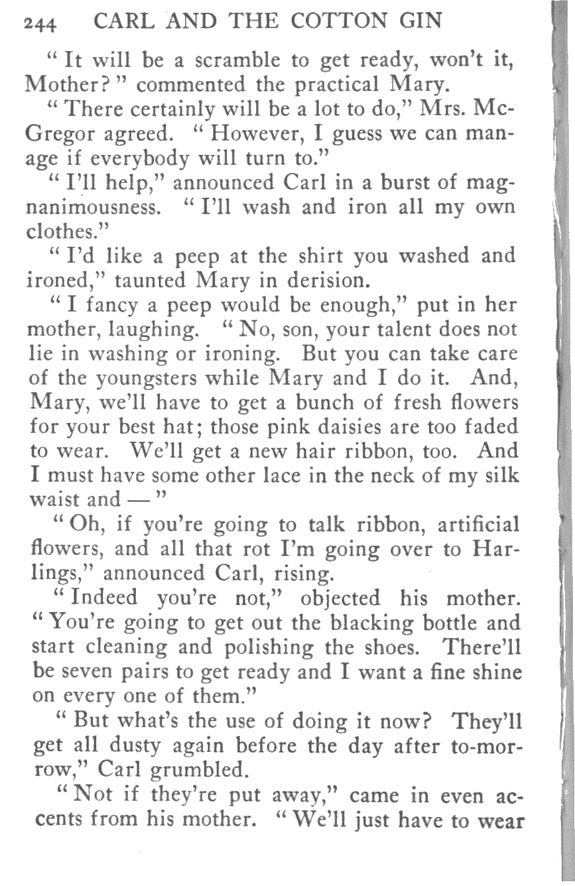 244 CARL AND THE COTTON GIN
“ It will be a scramble to get ready, won’t it,
Mother? ” commented the practical Mary.
“ There certainly will be a lot to do,” Mrs. Mc-
Gregor agreed. “ However, I guess we can man-
age if everybody will turn to.”
“ I’ll help,” announced Carl in a burst of mag-
nanimousness. “ I’ll wash and iron all my own
clothes.”
“ I’d like a peep at the shirt you washed and
ironed,” taunted Mary in derision.
“ I fancy a peep would be enough,” put in her
mother, laughing. “ No, son, your talent does not
lie in washing or ironing. But you can take care
of the youngsters while Mary and I do it. And,
Mary, we’ll have to get a bunch of fresh flowers
for your best hat; those pink daisies are too faded
to wear. We’ll get a new hair ribbon, too. And
I must have some other lace in the neck of my silk
waist and — ”
“ Oh, if you’re going to talk ribbon, artificial
flowers, and all that rot I’m going over to Har-
lings,” announced Carl, rising.
“ Indeed you’re not,” objected his mother.
“ You’re going to get out the blacking bottle and
start cleaning and polishing the shoes. There’ll
be seven pairs to get ready and I want a fine shine
on every one of them.”
“ But what’s the use of doing it now? They’ll
get all dusty again before the day after to-mor-
row,” Carl grumbled.
“ Not if they’re put away,” came in even ac-
cents from his mother. “ We’ll just have to wear